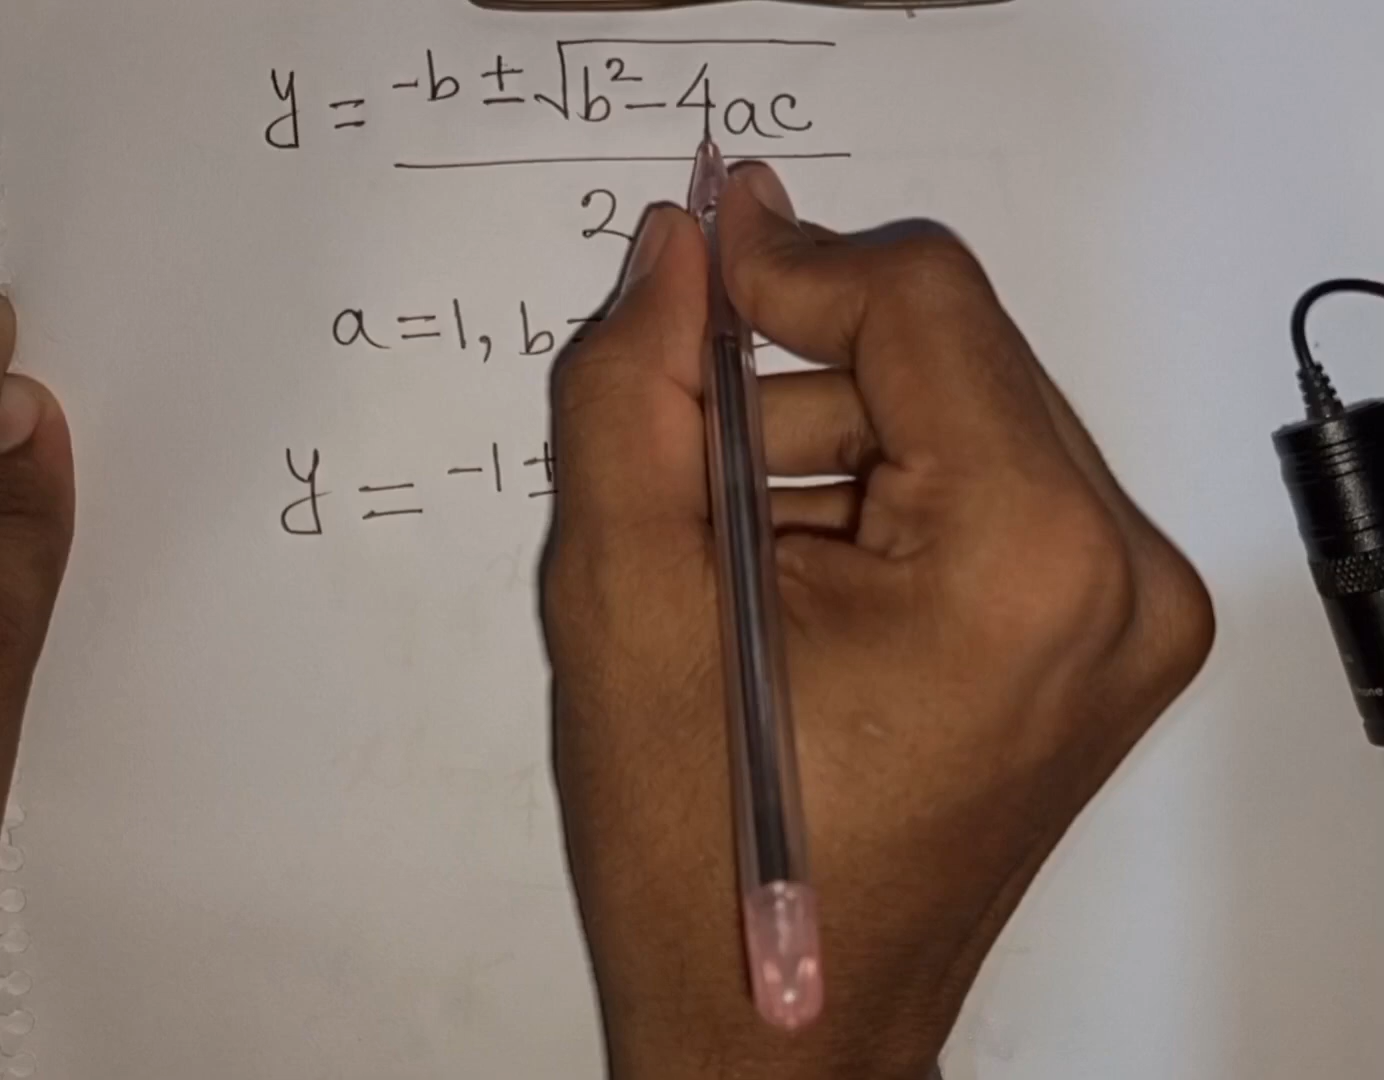 y = -b ± √b² - 4ac
2
a = 1, b =
y = -1 ±